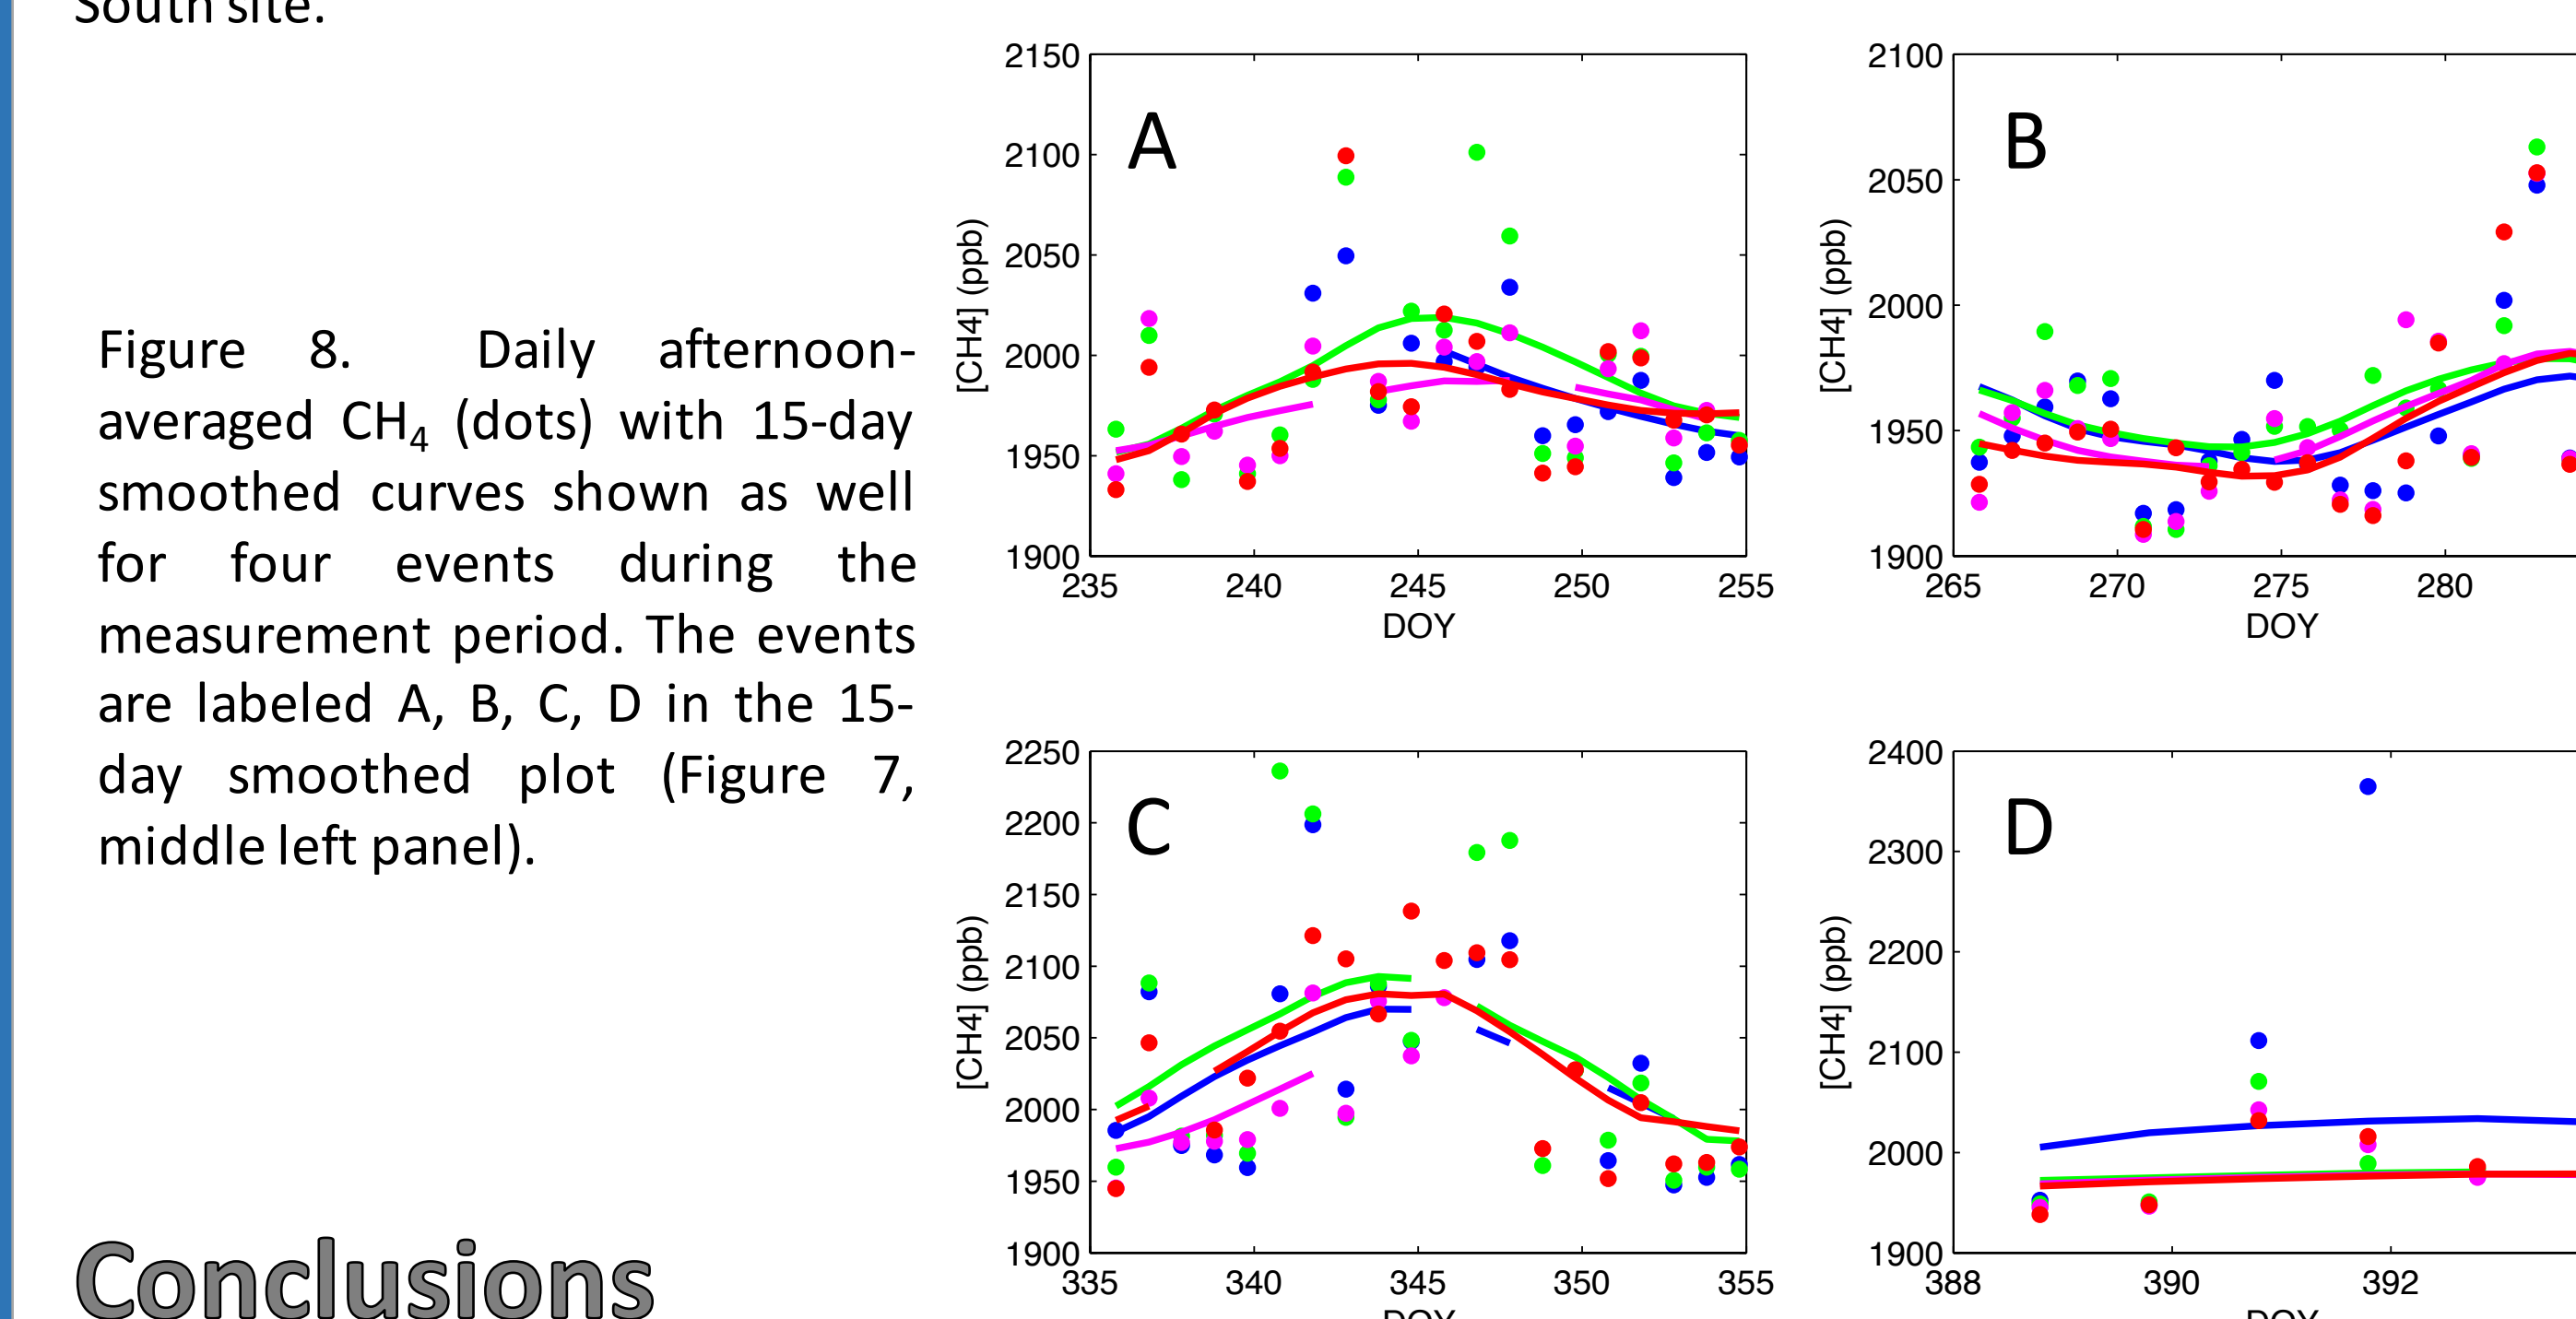 South site.
Figure 8. Daily afternoon-
averaged CH4 (dots) with 15-day
smoothed curves shown as well
for four events during the
measurement period. The events
are labeled A, B, C, D in the 15-
day smoothed plot (Figure 7,
middle left panel).
Conclusions
A
[CH4] (ppb)
2150
2100
2050
2000
1950
1900
235 240 245 250 255
DOY
B
[CH4] (ppb)
2100
2050
2000
1950
1900
265 270 275 280
DOY
C
[CH4] (ppb)
2250
2200
2150
2100
2050
2000
1950
1900
335 340 345 350 355
DOY
D
[CH4] (ppb)
2400
2300
2200
2100
2000
1900
388 390 392
DOY